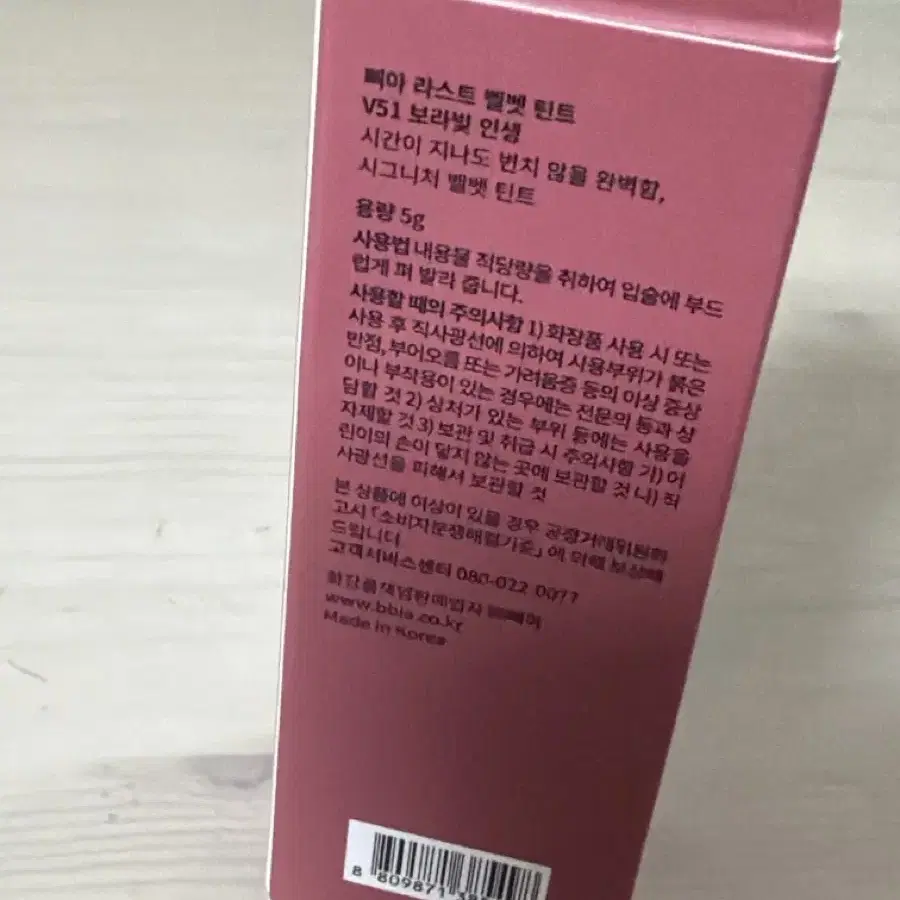 삐아 라스트 벨벳 틴트
V51 보라빛 인생
시간이 지나도 번치 않을 완벽함,
시그니처 벨벳 틴트
용량 5g
사용법 내용물 적당량을 취하여 입술에 부드
럽게 펴 발라 줍니다.
사용할 때의 주의사항 1) 화장품 사용 시 또는
사용 후 직사광선에 의하여 사용부위가 붉은
반점, 부어오름 또는 가려움증 등의 이상 증상
이나 부작용이 있는 경우에는 전문의 등과 상
담할 것 2) 상처가 있는 부위 등에는 사용을
자제할 것 3) 보관 및 취급 시 주의사항 가) 어
린이의 손이 닿지 않는 곳에 보관할 것 나) 직
사광선을 피해서 보관할 것
본 상품에 이상이 있을 경우 공정거래위원회
고시 「소비자분쟁해결기준」에 의해 보상해
드립니다.
고객서비스센터 080-022 0077
화장품책임판매업자
www.bbia.co.kr
Made in Korea
8 809871